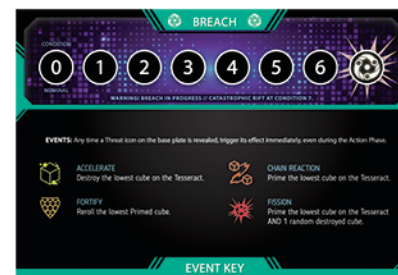 BREACH
CONDITION
0 1 2 3 4 5 6
NOMINAL
WARNING! BREACH IN PROGRESS // CATASTROPHIC RIFT AT CONDITION 7.
EVENTS: Any time a Threat icon on the base plate is revealed, trigger its effect immediately, even during the Action Phase.
ACCELERATE
Destroy the lowest cube on the Tesseract.
FORTIFY
Reroll the lowest Primed cube.
CHAIN REACTION
Prime the lowest cube on the Tesseract.
FISSION
Prime the lowest cube on the Tesseract
AND 1 random destroyed cube.
EVENT KEY